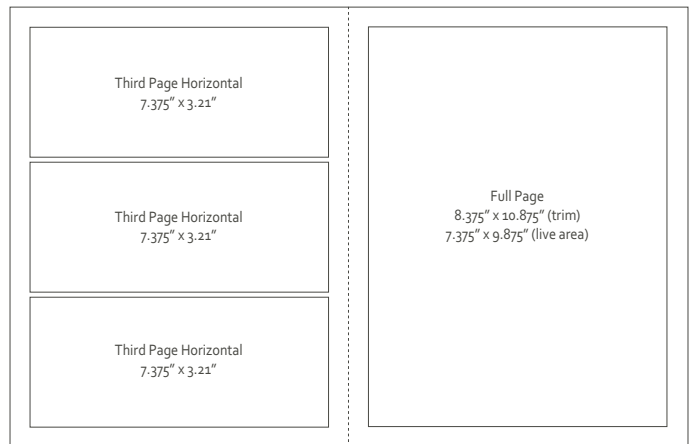 Third Page Horizontal
7.375” x 3.21”
Third Page Horizontal
7.375” x 3.21”
Third Page Horizontal
7.375” x 3.21”
Full Page
8.375” x 10.875” (trim)
7.375” x 9.875” (live area)